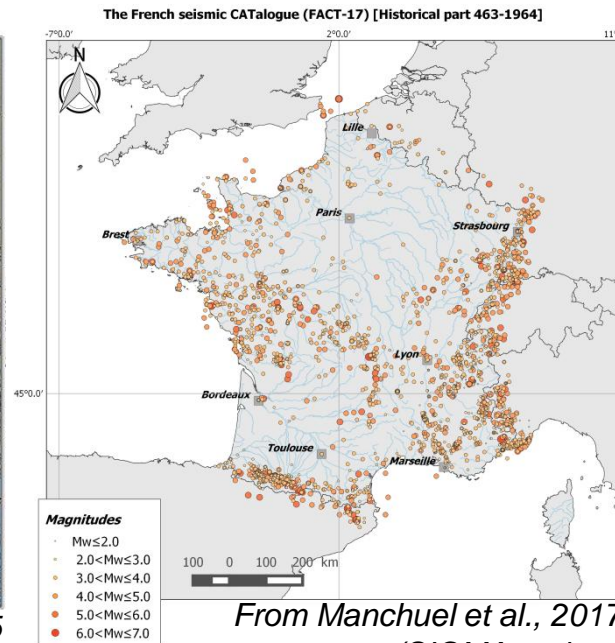 The French seismic CATalogue (FACT-17) [Historical part 463-1964]
-7°0.0' 2°0.0' 11°
N
Lille
Paris
Strasbourg
Brest
Lyon
45°0.0'
Bordeaux
Toulouse
Marseille
Magnitudes
Mw≤2.0
2.0<Mw≤3.0
3.0<Mw≤4.0
4.0<Mw≤5.0
5.0<Mw≤6.0
6.0<Mw≤7.0
100 0 100 200 km
5
From Manchuel et al., 2017